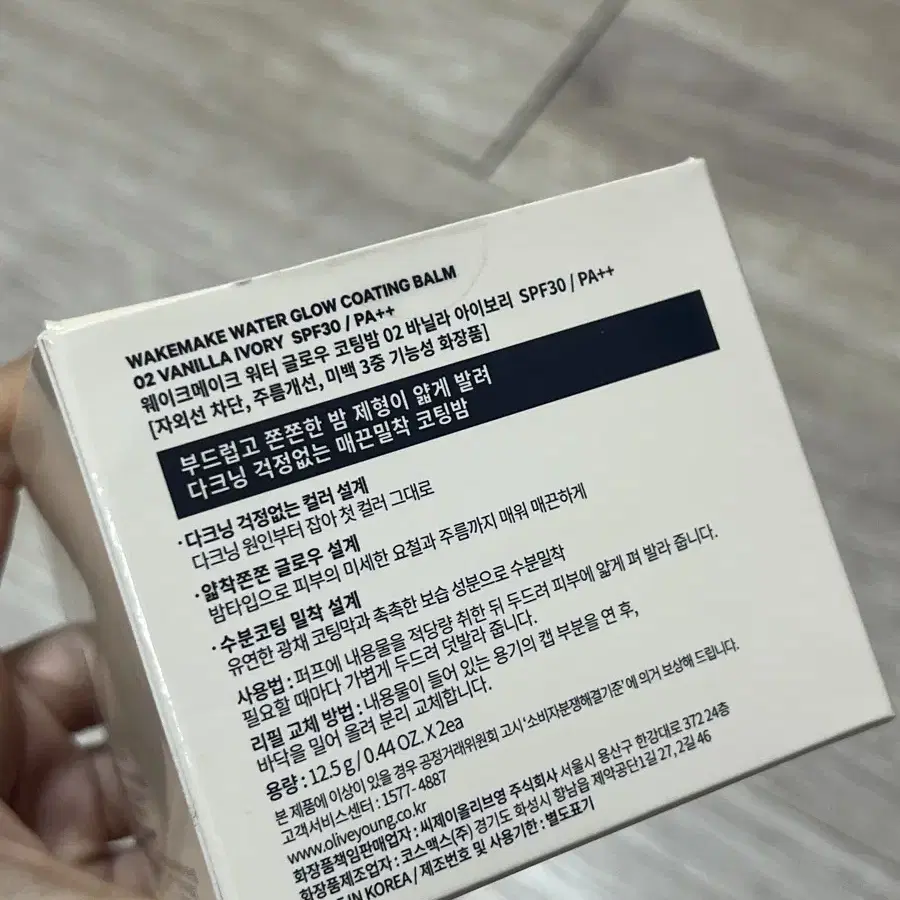 WAKEMAKE WATER GLOW COATING BALM
02 VANILLA IVORY SPF30 / PA++
웨이크메이크 워터 글로우 코팅밤 02 바닐라 아이보리 SPF30 / PA++
[자외선 차단, 주름개선, 미백 3중 기능성 화장품]
부드럽고 쫀쫀한 밤 제형이 얇게 발려
다크닝 걱정없는 매끈밀착 코팅밤
· 다크닝 걱정없는 컬러 설계
다크닝 원인부터 잡아 첫 컬러 그대로
· 얇착쫀쫀 글로우 설계
밤타입으로 피부의 미세한 요철과 주름까지 매워 매끈하게
· 수분코팅 밀착 설계
유연한 광채 코팅막과 촉촉한 보습 성분으로 수분밀착
사용법 : 퍼프에 내용물을 적당량 취한 뒤 두드려 피부에 얇게 펴 발라 줍니다.
필요할 때마다 가볍게 두드려 덧발라 줍니다.
리필 교체 방법 : 내용물이 들어 있는 용기의 캡 부분을 연 후,
바닥을 밀어 올려 분리 교체합니다.
용량 : 12.5 g / 0.44 OZ. X 2ea
본 제품에 이상이 있을 경우 공정거래위원회 고시 '소비자분쟁해결기준'에 의거 보상해 드립니다.
고객서비스센터 : 1577-4887
www.oliveyoung.co.kr
화장품책임판매업자 : 씨제이올리브영 주식회사 서울시 용산구 한강대로 372 24층
화장품제조업자 : 코스맥스(주) 경기도 화성시 향남읍 제약공단1길 27, 2길 46
IN KOREA / 제조번호 및 사용기한 : 별도표기